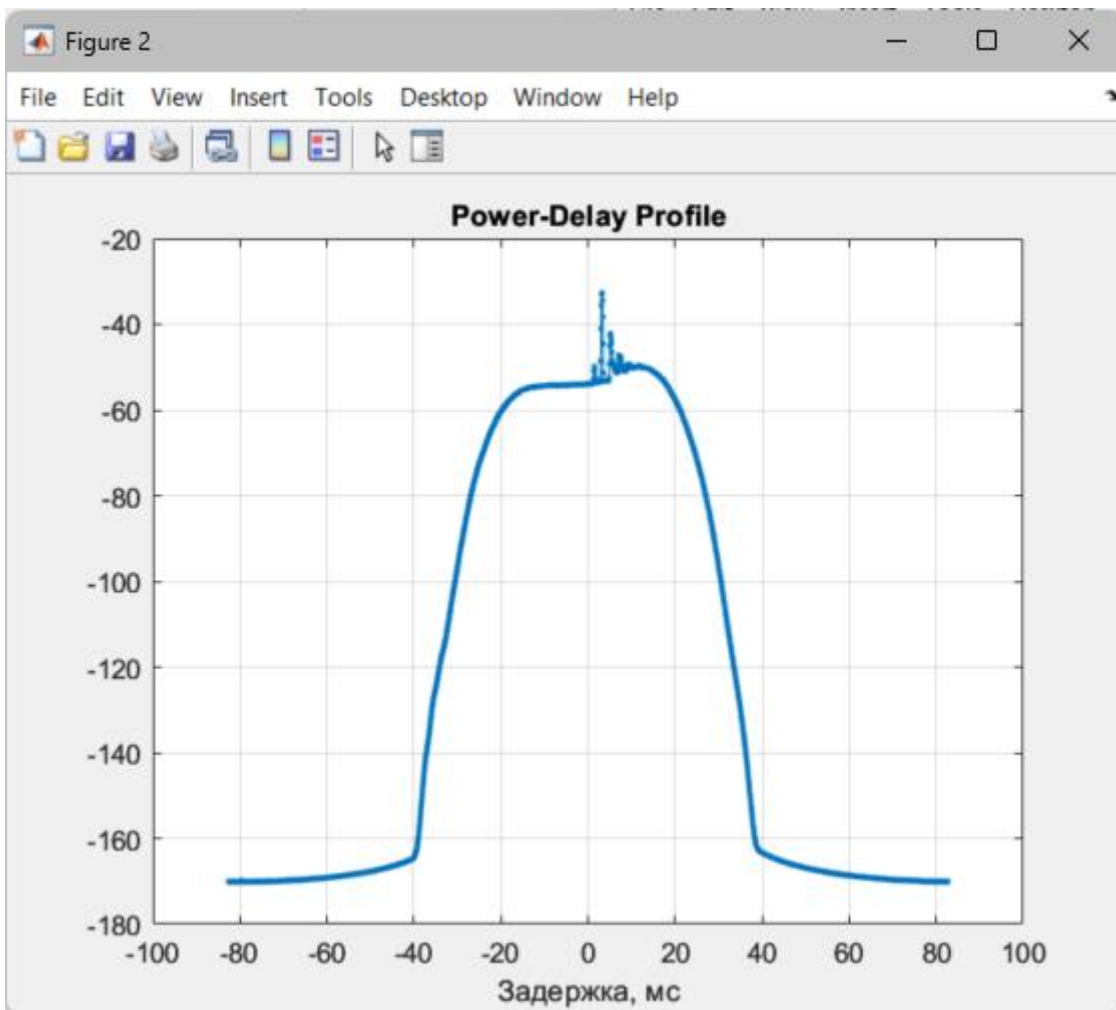 Figure 2
File Edit View Insert Tools Desktop Window Help
Power-Delay Profile
-20
-40
-60
-80
-100
-120
-140
-160
-180
-100 -80 -60 -40 -20 0 20 40 60 80 100
Задержка, мс